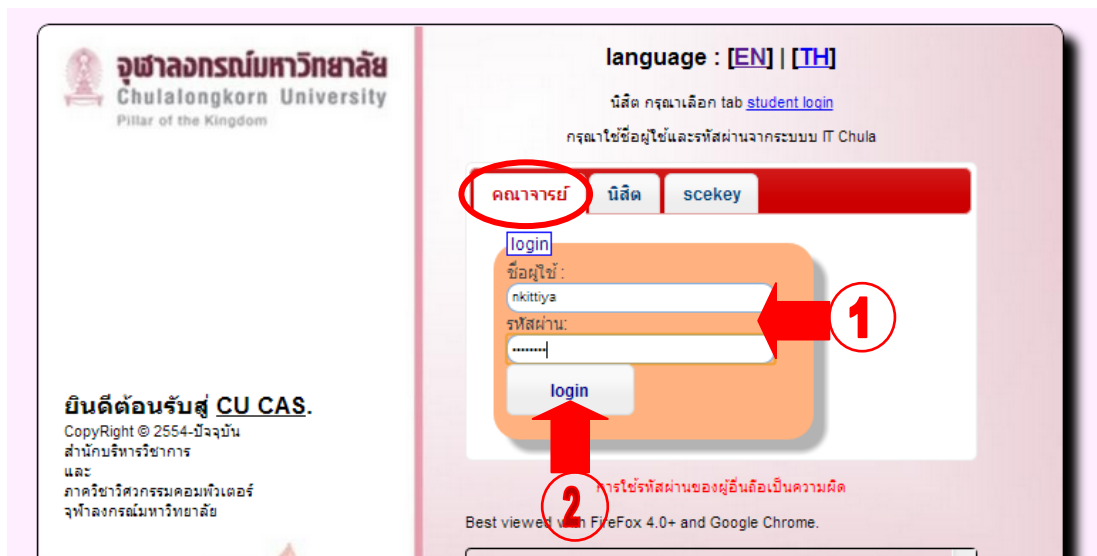 จุฬาลงกรณ์มหาวิทยาลัย
Chulalongkorn University
Pillar of the Kingdom
language : [EN] | [TH]
นิสิต กรุณาเลือก tab student login
กรุณาใช้ชื่อผู้ใช้และรหัสผ่านจากระบบบ IT Chula
คณาจารย์ นิสิต scekey
login
ชื่อผู้ใช้ :
nkittiya
รหัสผ่าน:
••••••••
1
login
2
ยินดีต้อนรับสู่ CU CAS.
CopyRight © 2554-ปัจจุบัน
สำนักบริหารวิชาการ
และ
ภาควิชาวิศวกรรมคอมพิวเตอร์
จุฬาลงกรณ์มหาวิทยาลัย
การใช้รหัสผ่านของผู้อื่นถือเป็นความผิด
Best viewed with FireFox 4.0+ and Google Chrome.